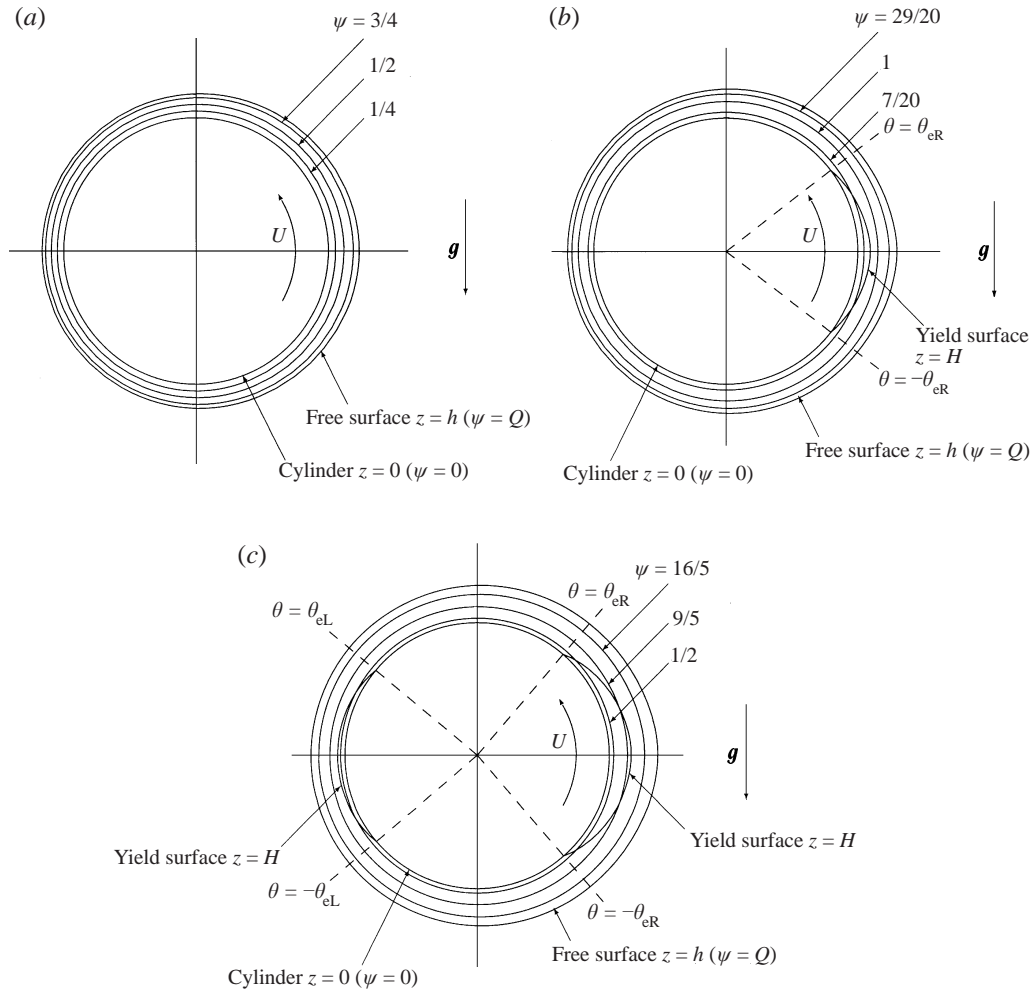 (a)
ψ = 3/4
1/2
1/4
U
g
Free surface z = h (ψ = Q)
Cylinder z = 0 (ψ = 0)
(b)
ψ = 29/20
1
7/20
θ = θeR
U
g
Yield surface
z = H
θ = −θeR
Free surface z = h (ψ = Q)
Cylinder z = 0 (ψ = 0)
(c)
ψ = 16/5
θ = θeR
θ = θeL
9/5
1/2
U
g
Yield surface z = H
Yield surface z = H
θ = −θeL
θ = −θeR
Free surface z = h (ψ = Q)
Cylinder z = 0 (ψ = 0)